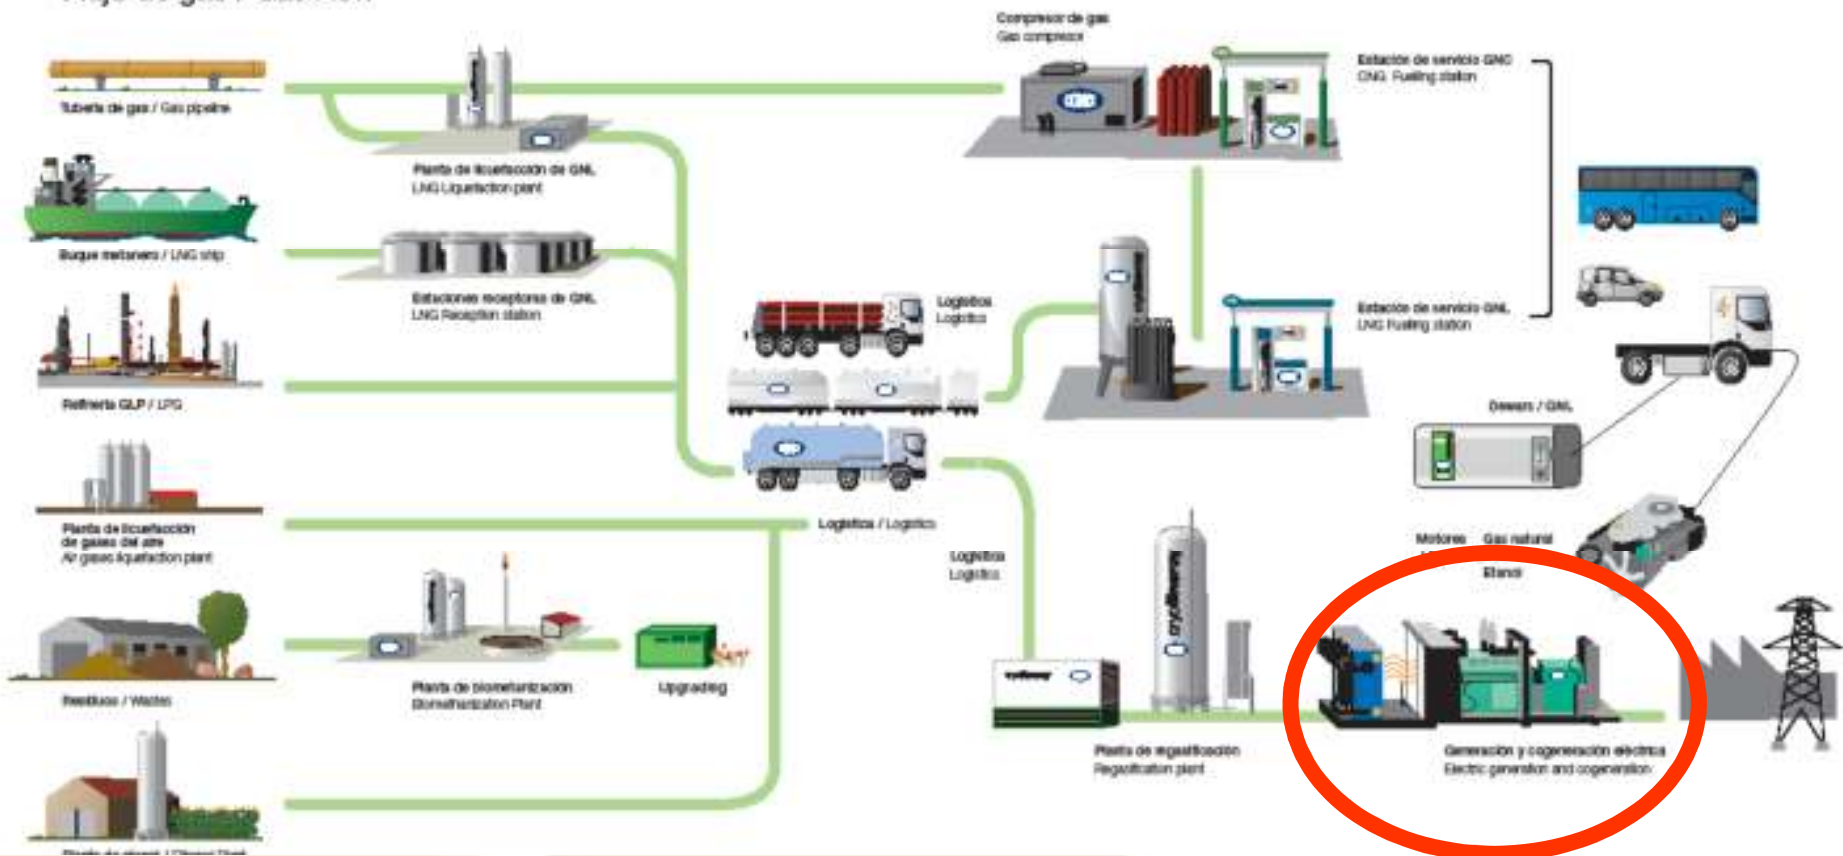 Compresor de gas
Gas compresor
Estación de servicio GNC
CNG Fueling station
Tubería de gas / Gas pipeline
Planta de licuefacción de GNL
LNG Liquefaction plant
Buque metanero / LNG ship
Estaciones receptoras de GNL
LNG Reception station
Logística
Logistics
Estación de servicio GNL
LNG Fueling station
Refinería GLP / LPG
Dewars / GNL
Planta de licuefacción
de gases del aire
Air gases liquefaction plant
Logística / Logistics
Logística
Logistics
Motores Gas natural
Etanol
Residuos / Wastes
Planta de biometanización
Biomethanization Plant
Upgrading
Planta de regasificación
Regasification plant
Generación y cogeneración eléctrica
Electric generation and cogeneration